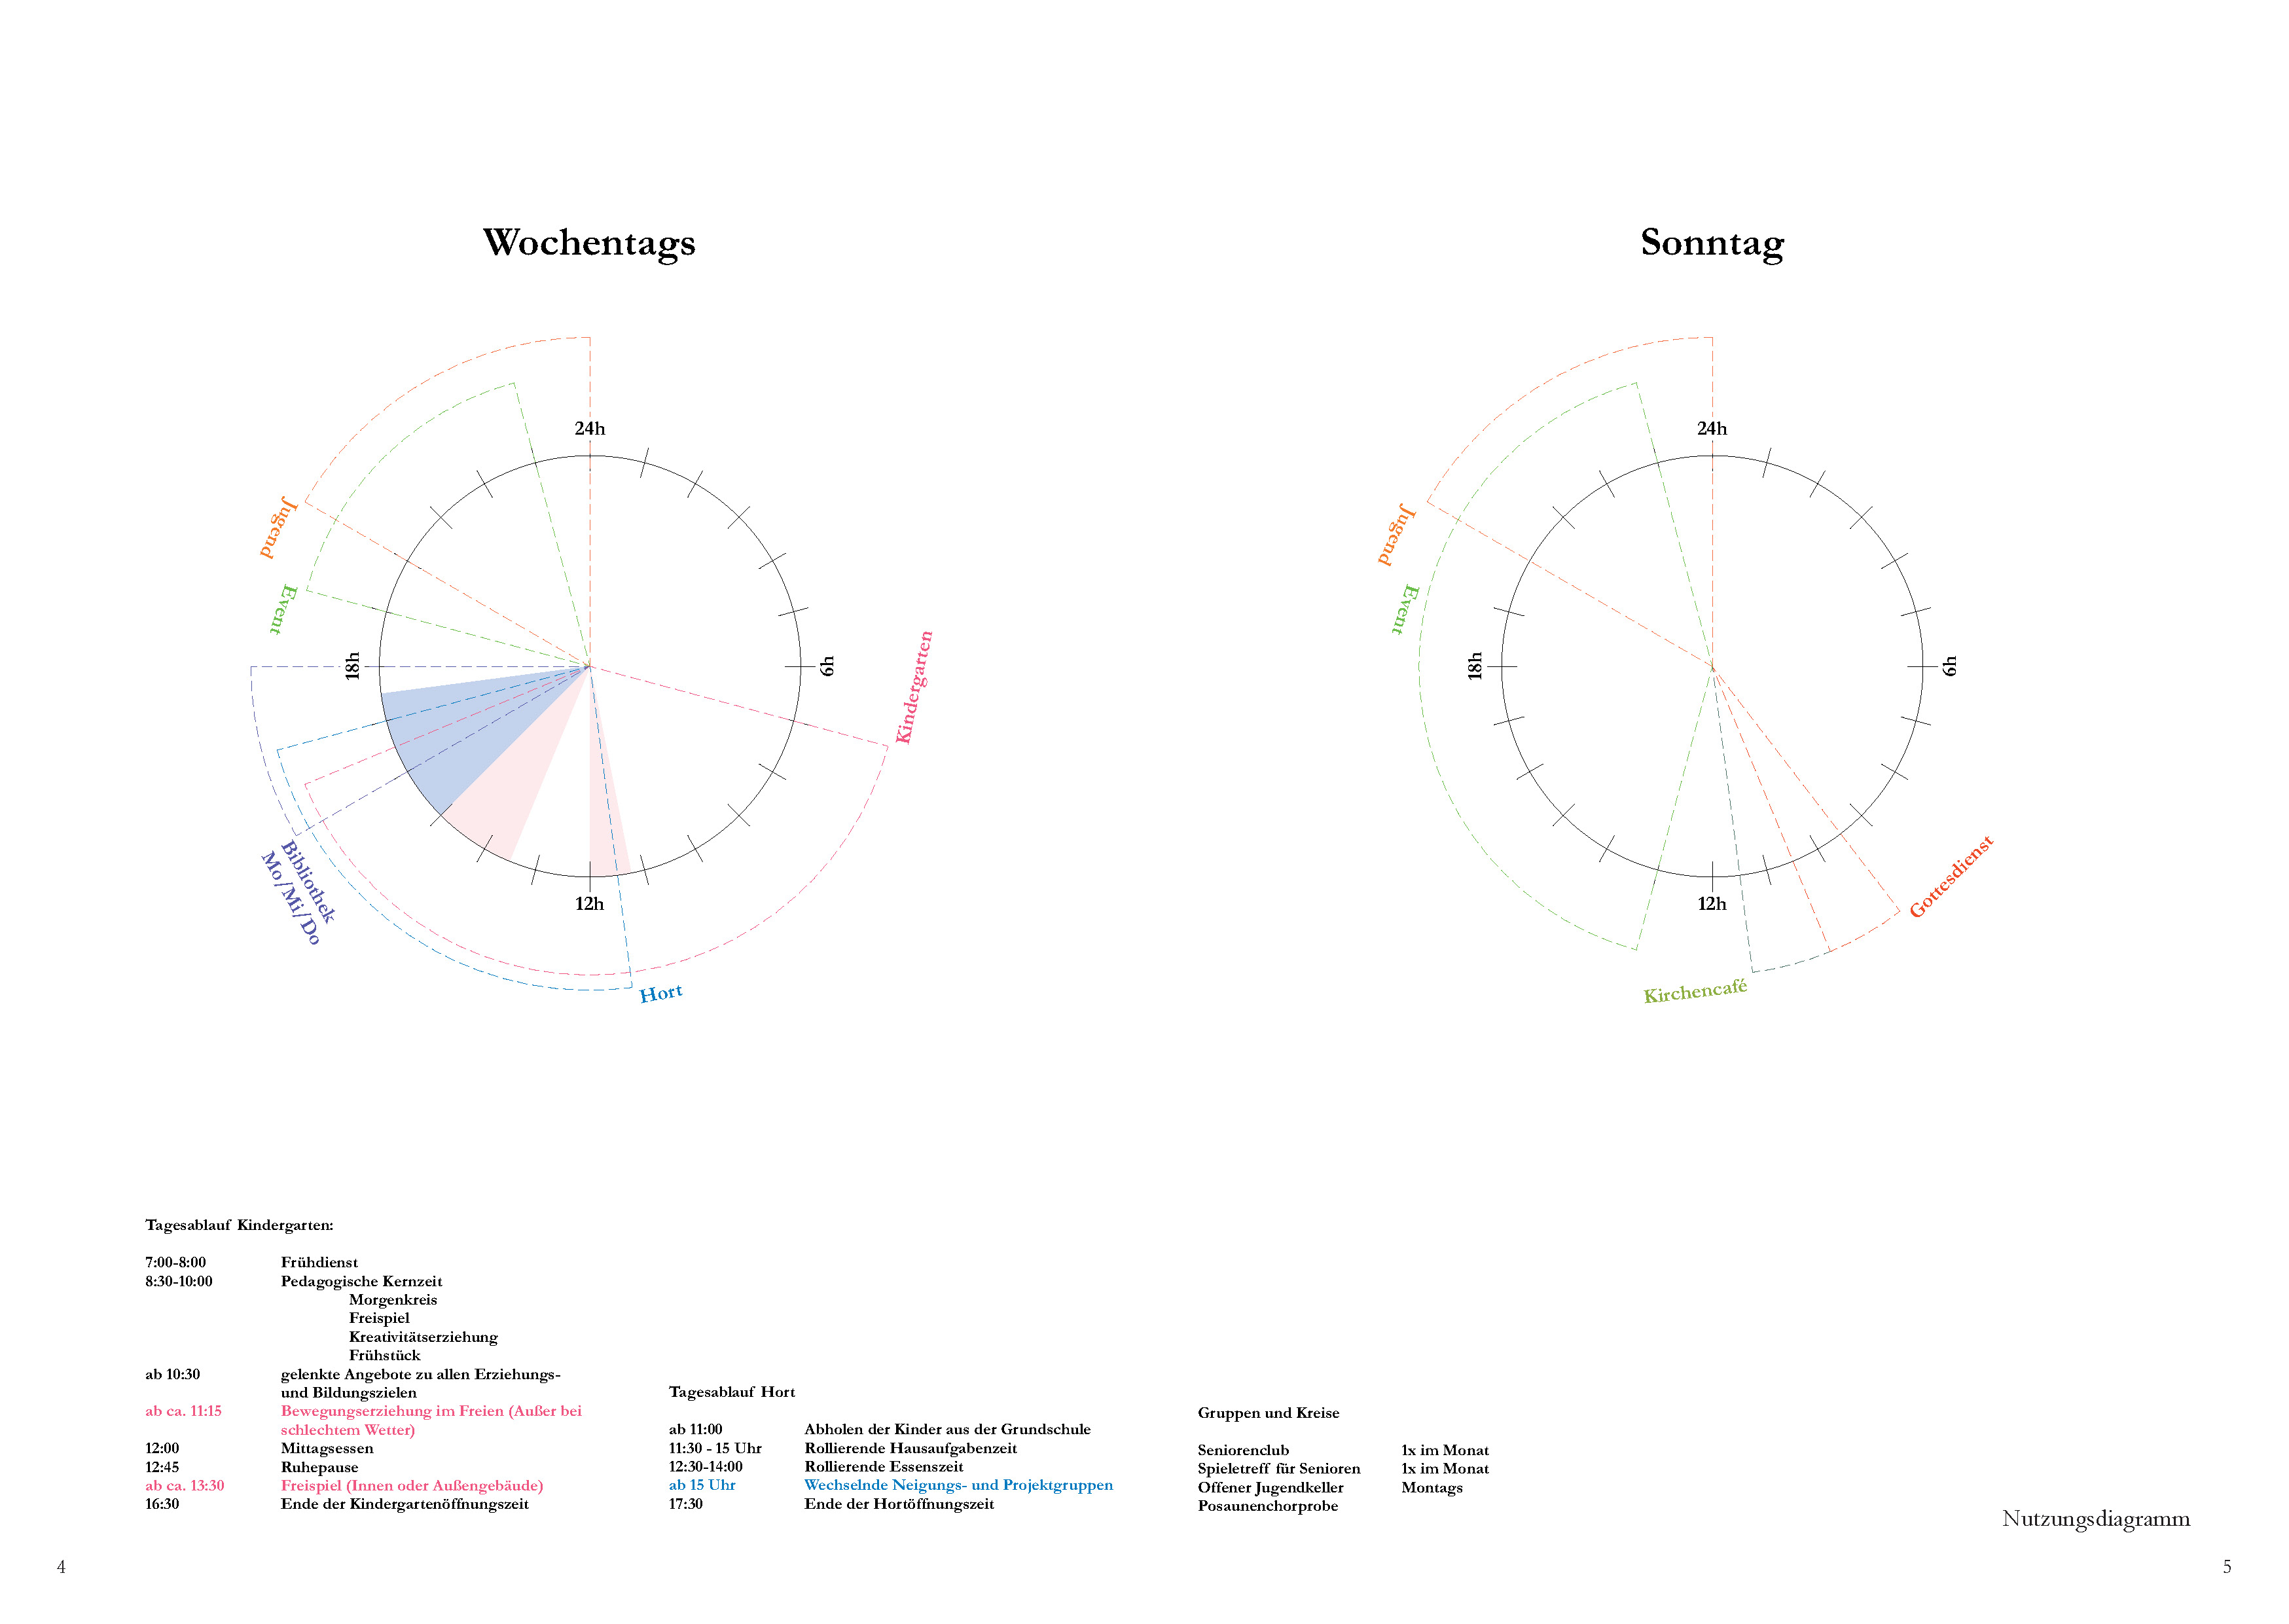 Wochentags
Sonntag
24h
6h
12h
18h
Jugend
Event
Kindergarten
Bibliothek
Mo/Mi/Do
Hort
24h
6h
12h
18h
Jugend
Event
Gottesdienst
Kirchencafé
Tagesablauf Kindergarten:
7:00-8:00 Frühdienst
8:30-10:00 Pedagogische Kernzeit
Morgenkreis
Freispiel
Kreativitätserziehung
Frühstück
ab 10:30 gelenkte Angebote zu allen Erziehungs-
und Bildungszielen
ab ca. 11:15 Bewegungserziehung im Freien (Außer bei
schlechtem Wetter)
12:00 Mittagsessen
12:45 Ruhepause
ab ca. 13:30 Freispiel (Innen oder Außengebäude)
16:30 Ende der Kindergartenöffnungszeit
Tagesablauf Hort
ab 11:00 Abholen der Kinder aus der Grundschule
11:30 - 15 Uhr Rollierende Hausaufgabenzeit
12:30-14:00 Rollierende Essenszeit
ab 15 Uhr Wechselnde Neigungs- und Projektgruppen
17:30 Ende der Hortöffnungszeit
Gruppen und Kreise
Seniorenclub 1x im Monat
Spieletreff für Senioren 1x im Monat
Offener Jugendkeller Montags
Posaunenchorprobe
Nutzungsdiagramm
4
5